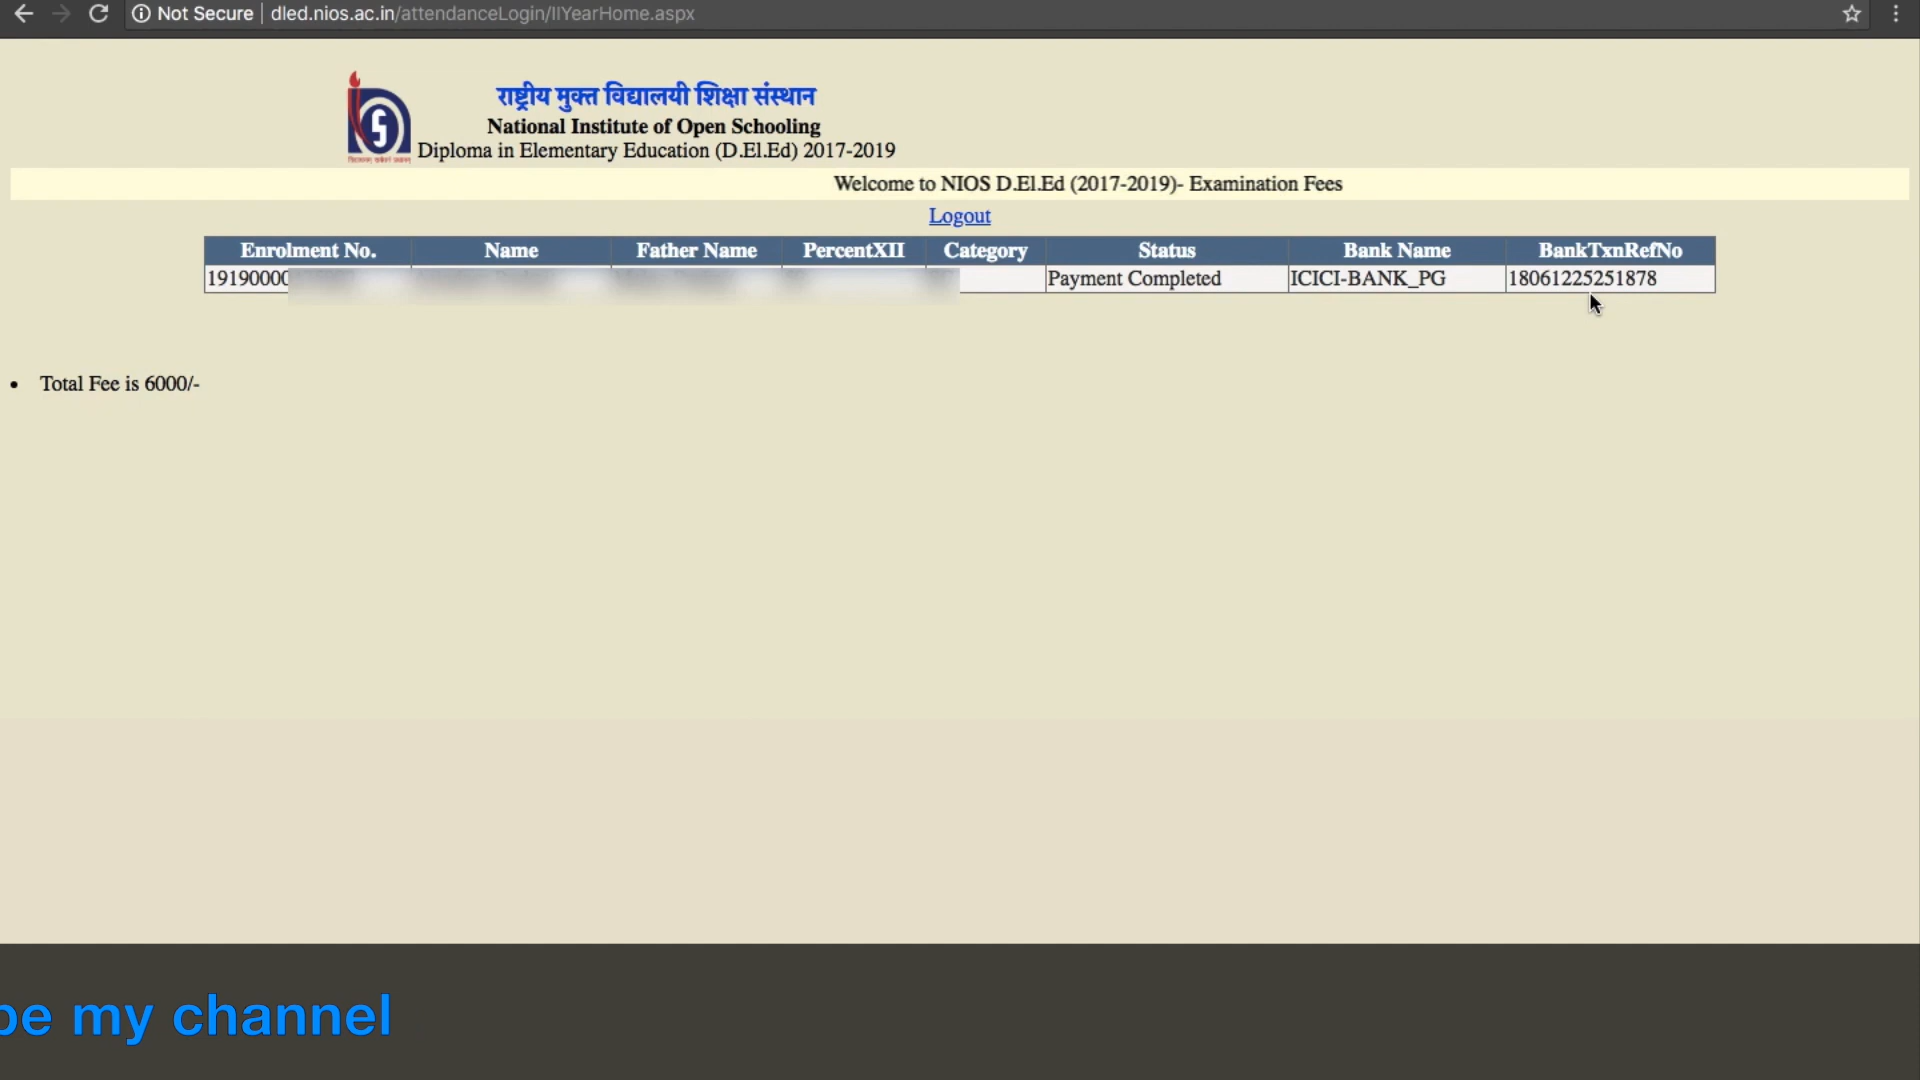 Not Secure | dled.nios.ac.in/attendanceLogin/IIYearHome.aspx
राष्ट्रीय मुक्त विद्यालयी शिक्षा संस्थान
National Institute of Open Schooling
Diploma in Elementary Education (D.El.Ed) 2017-2019
Welcome to NIOS D.El.Ed (2017-2019)- Examination Fees
Logout
Enrolment No. Name Father Name PercentXII Category Status Bank Name BankTxnRefNo
19190000 Payment Completed ICICI-BANK_PG 18061225251878
• Total Fee is 6000/-
be my channel